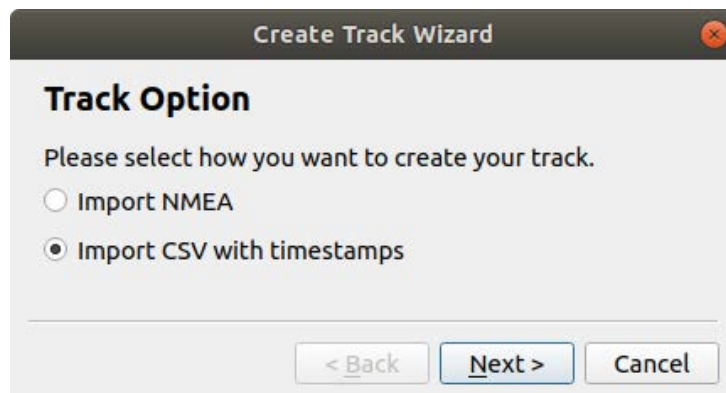 Create Track Wizard
Track Option
Please select how you want to create your track.
Import NMEA
Import CSV with timestamps
< Back Next > Cancel